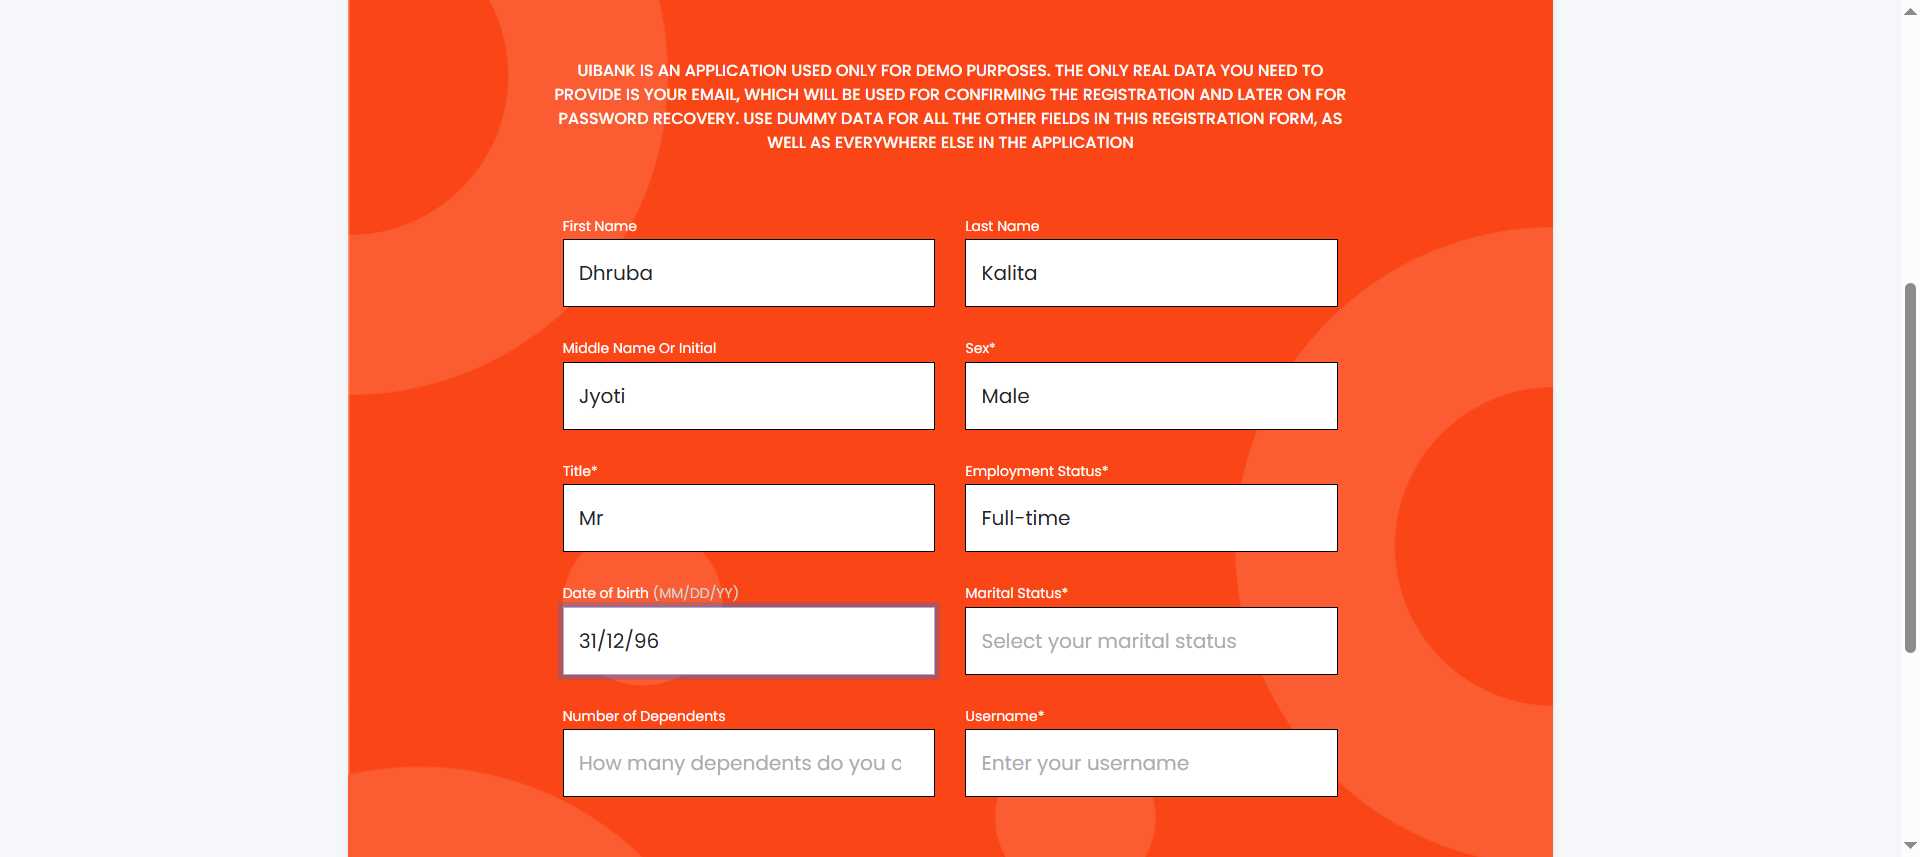 UIBANK IS AN APPLICATION USED ONLY FOR DEMO PURPOSES. THE ONLY REAL DATA YOU NEED TO
PROVIDE IS YOUR EMAIL, WHICH WILL BE USED FOR CONFIRMING THE REGISTRATION AND LATER ON FOR
PASSWORD RECOVERY. USE DUMMY DATA FOR ALL THE OTHER FIELDS IN THIS REGISTRATION FORM, AS
WELL AS EVERYWHERE ELSE IN THE APPLICATION
First Name
Dhruba
Last Name
Kalita
Middle Name Or Initial
Jyoti
Sex*
Male
Title*
Mr
Employment Status*
Full-time
Date of birth (MM/DD/YY)
31/12/96
Marital Status*
Select your marital status
Number of Dependents
How many dependents do you c
Username*
Enter your username